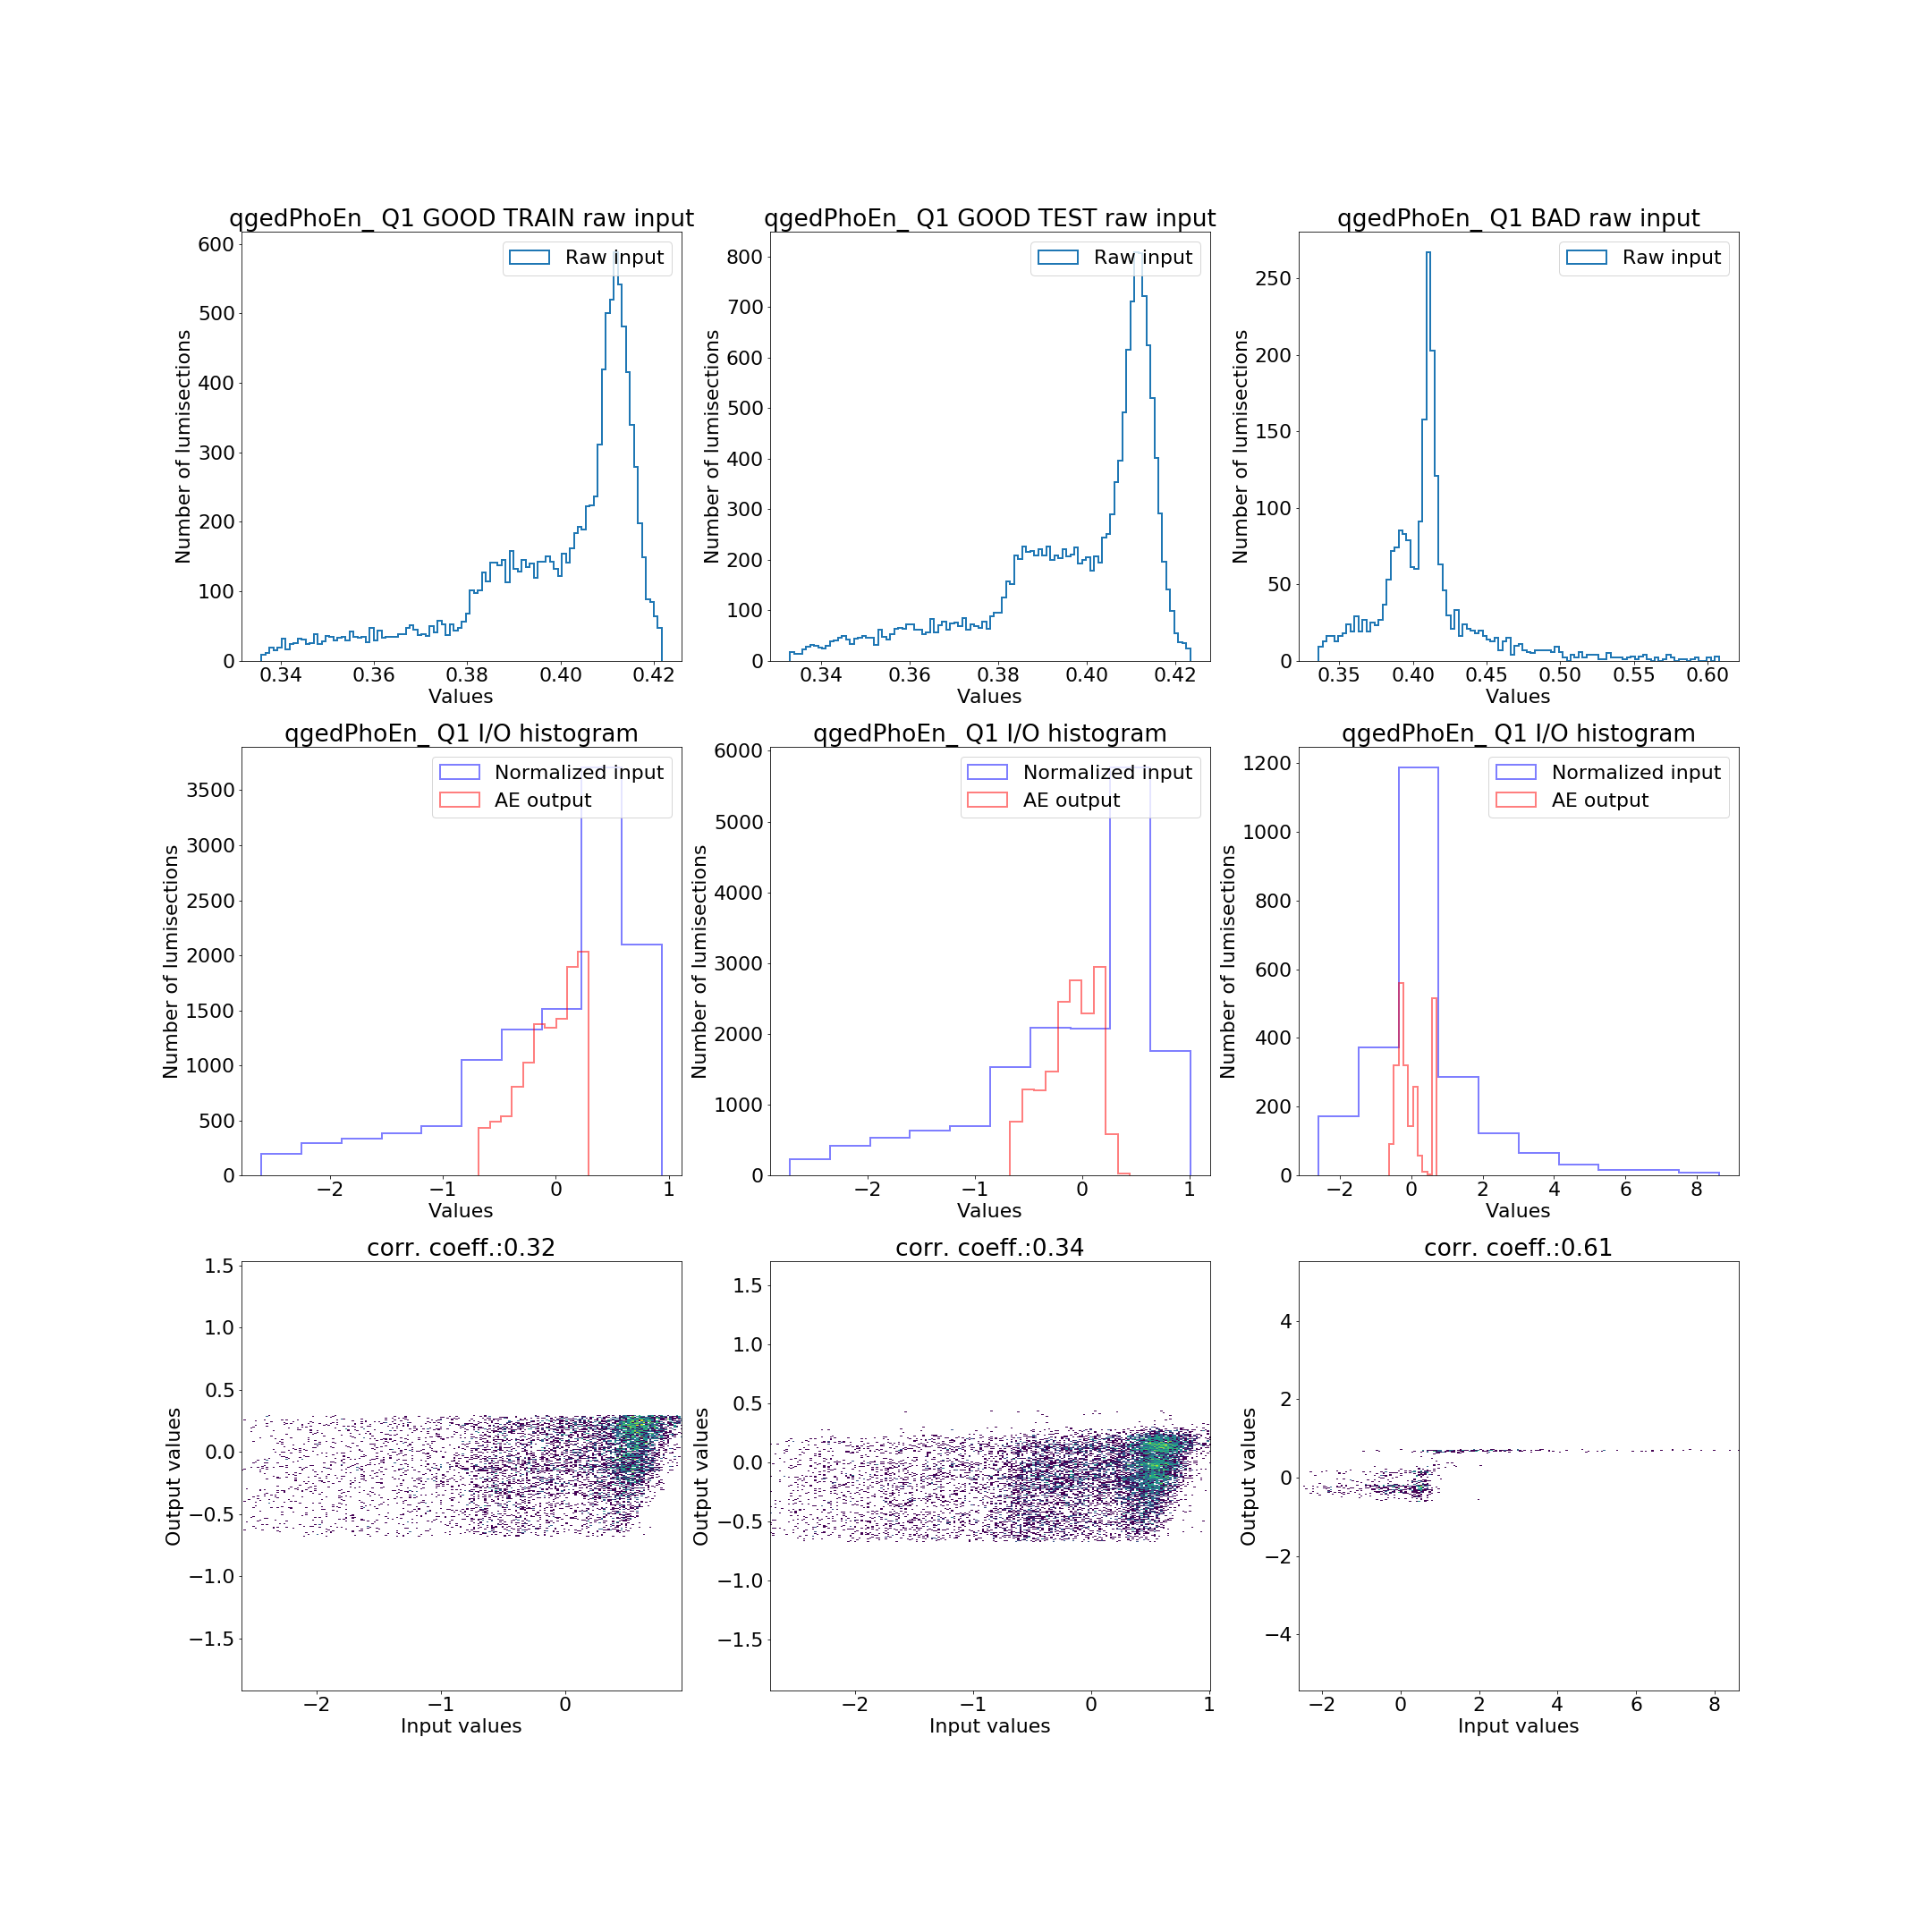 qgedPhoEn_ Q1 GOOD TRAIN raw input
Number of lumisections
600
500
400
300
200
100
0
Raw input
0.34 0.36 0.38 0.40 0.42
Values
qgedPhoEn_ Q1 GOOD TEST raw input
Number of lumisections
800
700
600
500
400
300
200
100
0
Raw input
0.34 0.36 0.38 0.40 0.42
Values
qgedPhoEn_ Q1 BAD raw input
Number of lumisections
250
200
150
100
50
0
Raw input
0.35 0.40 0.45 0.50 0.55 0.60
Values
qgedPhoEn_ Q1 I/O histogram
Number of lumisections
3500
3000
2500
2000
1500
1000
500
0
Normalized input
AE output
−2 −1 0 1
Values
qgedPhoEn_ Q1 I/O histogram
Number of lumisections
6000
5000
4000
3000
2000
1000
0
Normalized input
AE output
−2 −1 0 1
Values
qgedPhoEn_ Q1 I/O histogram
Number of lumisections
1200
1000
800
600
400
200
0
Normalized input
AE output
−2 0 2 4 6 8
Values
corr. coeff.:0.32
Output values
1.5
1.0
0.5
0.0
−0.5
−1.0
−1.5
−2 −1 0
Input values
corr. coeff.:0.34
Output values
1.5
1.0
0.5
0.0
−0.5
−1.0
−1.5
−2 −1 0 1
Input values
corr. coeff.:0.61
Output values
4
2
0
−2
−4
−2 0 2 4 6 8
Input values